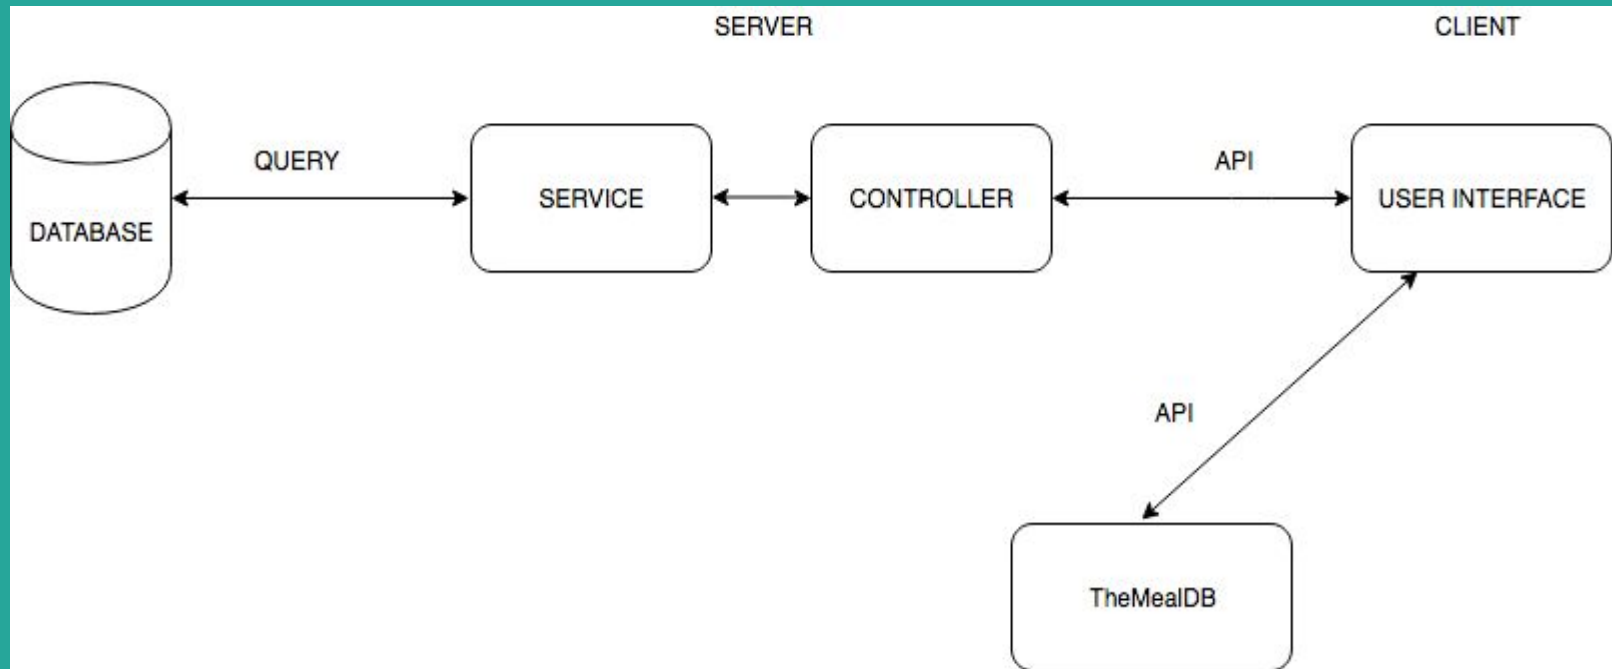 SERVER
CLIENT
QUERY
API
DATABASE
SERVICE
CONTROLLER
USER INTERFACE
API
TheMealDB